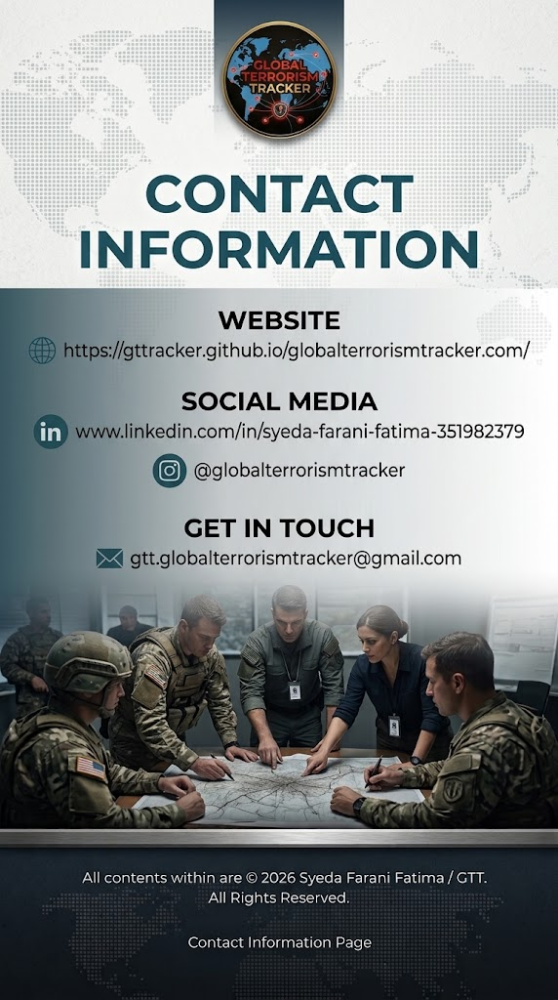 GLOBAL
TERRORISM
TRACKER
CONTACT
INFORMATION
WEBSITE
https://gttracker.github.io/globalterrorismtracker.com/
SOCIAL MEDIA
in www.linkedin.com/in/syeda-farani-fatima-351982379
@globalterrorismtracker
GET IN TOUCH
gtt.globalterrorismtracker@gmail.com
All contents within are © 2026 Syeda Farani Fatima / GTT.
All Rights Reserved.
Contact Information Page